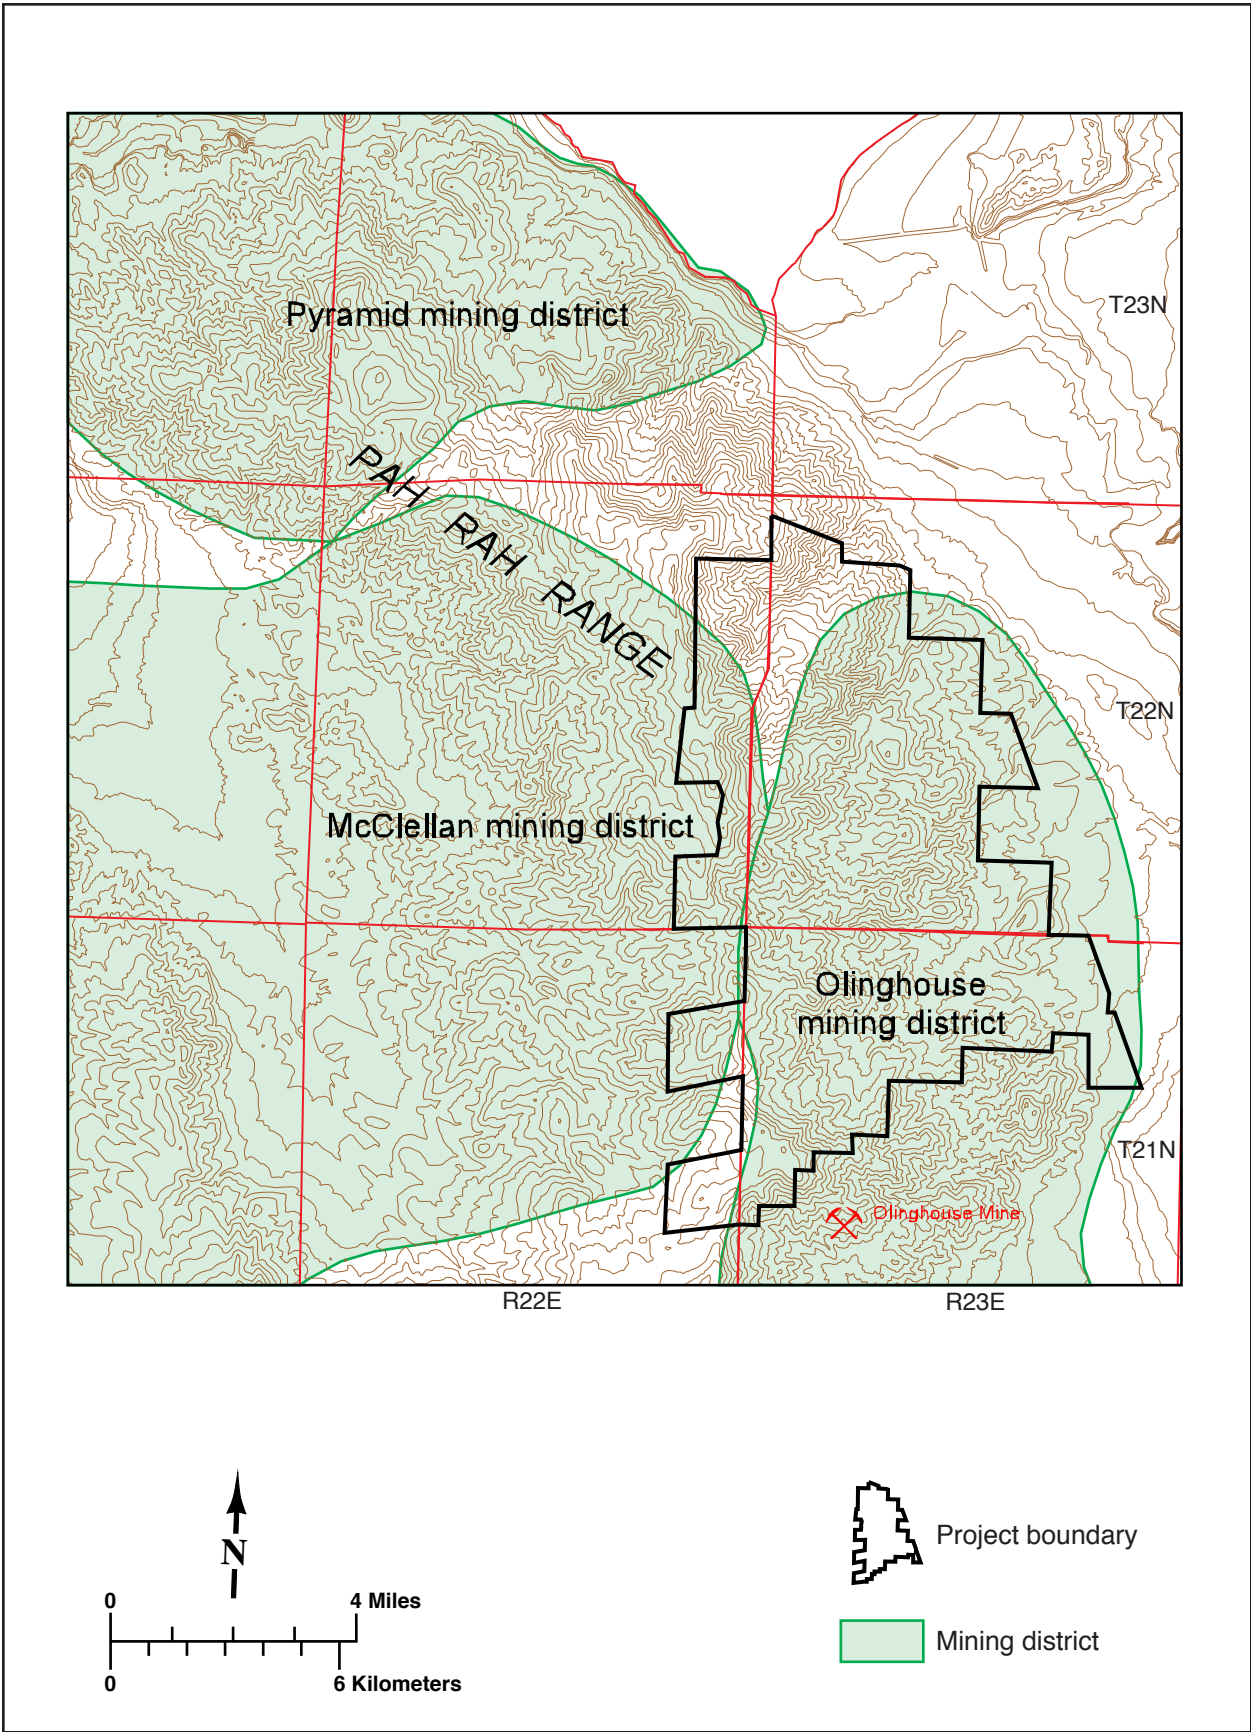 Pyramid mining district
T23N
PAH RAH RANGE
T22N
McClellan mining district
Olinghouse
mining district
T21N
Olinghouse Mine
R22E
R23E
N
0
4 Miles
0
6 Kilometers
Project boundary
Mining district